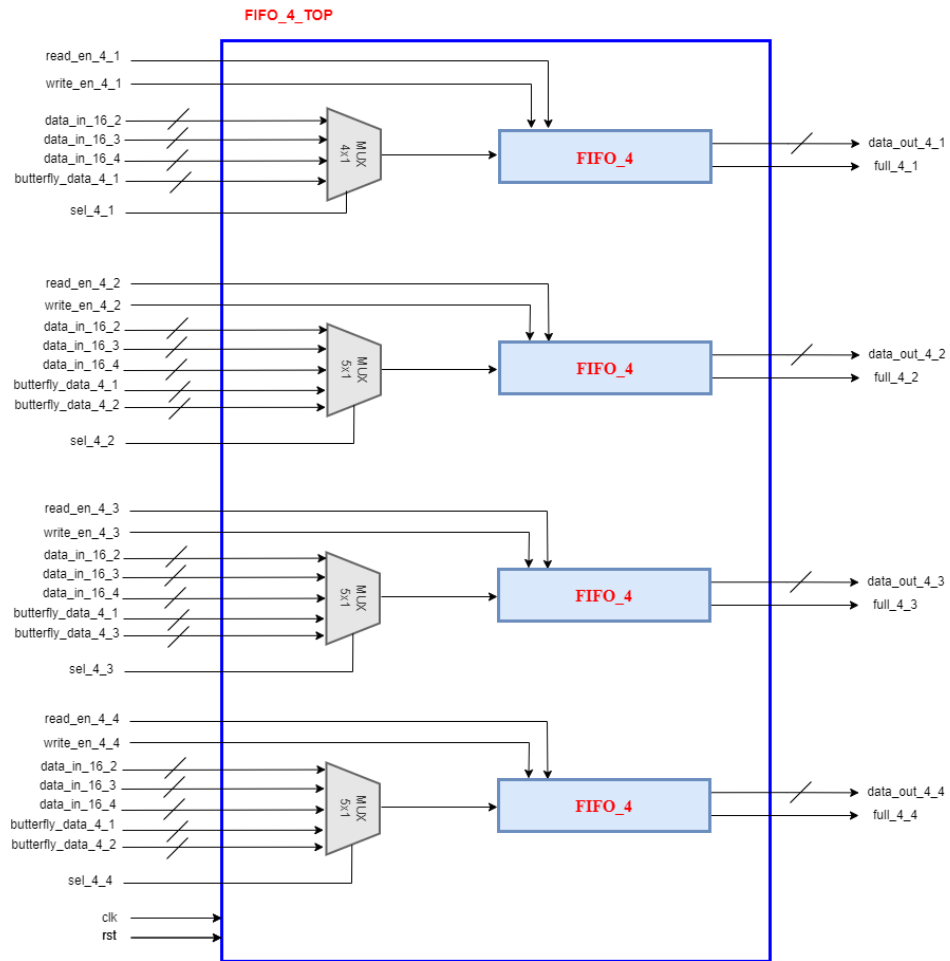 FIFO_4_TOP
read_en_4_1
write_en_4_1
data_in_16_2
data_in_16_3
data_in_16_4
butterfly_data_4_1
sel_4_1
MUX
4x1
FIFO_4
data_out_4_1
full_4_1
read_en_4_2
write_en_4_2
data_in_16_2
data_in_16_3
data_in_16_4
butterfly_data_4_1
butterfly_data_4_2
sel_4_2
MUX
5x1
FIFO_4
data_out_4_2
full_4_2
read_en_4_3
write_en_4_3
data_in_16_2
data_in_16_3
data_in_16_4
butterfly_data_4_1
butterfly_data_4_3
sel_4_3
MUX
5x1
FIFO_4
data_out_4_3
full_4_3
read_en_4_4
write_en_4_4
data_in_16_2
data_in_16_3
data_in_16_4
butterfly_data_4_1
butterfly_data_4_2
sel_4_4
MUX
5x1
FIFO_4
data_out_4_4
full_4_4
clk
rst